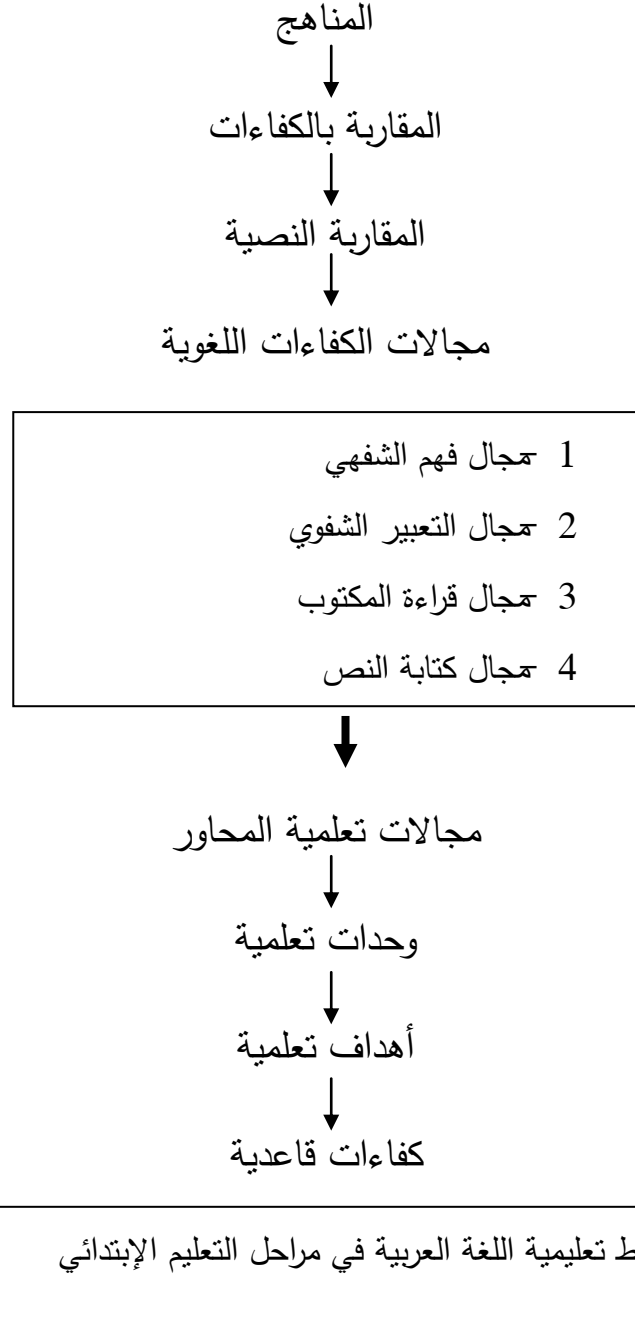 المناهج
المقاربة بالكفاءات
المقاربة النصية
مجالات الكفاءات اللغوية
1 -مجال فهم الشفهي
2 -مجال التعبير الشفوي
3 -مجال قراءة المكتوب
4 -مجال كتابة النص
مجالات تعلمية المحاور
وحدات تعلمية
أهداف تعلمية
كفاءات قاعدية
تعليمية اللغة العربية في مراحل التعليم الإبتدائي